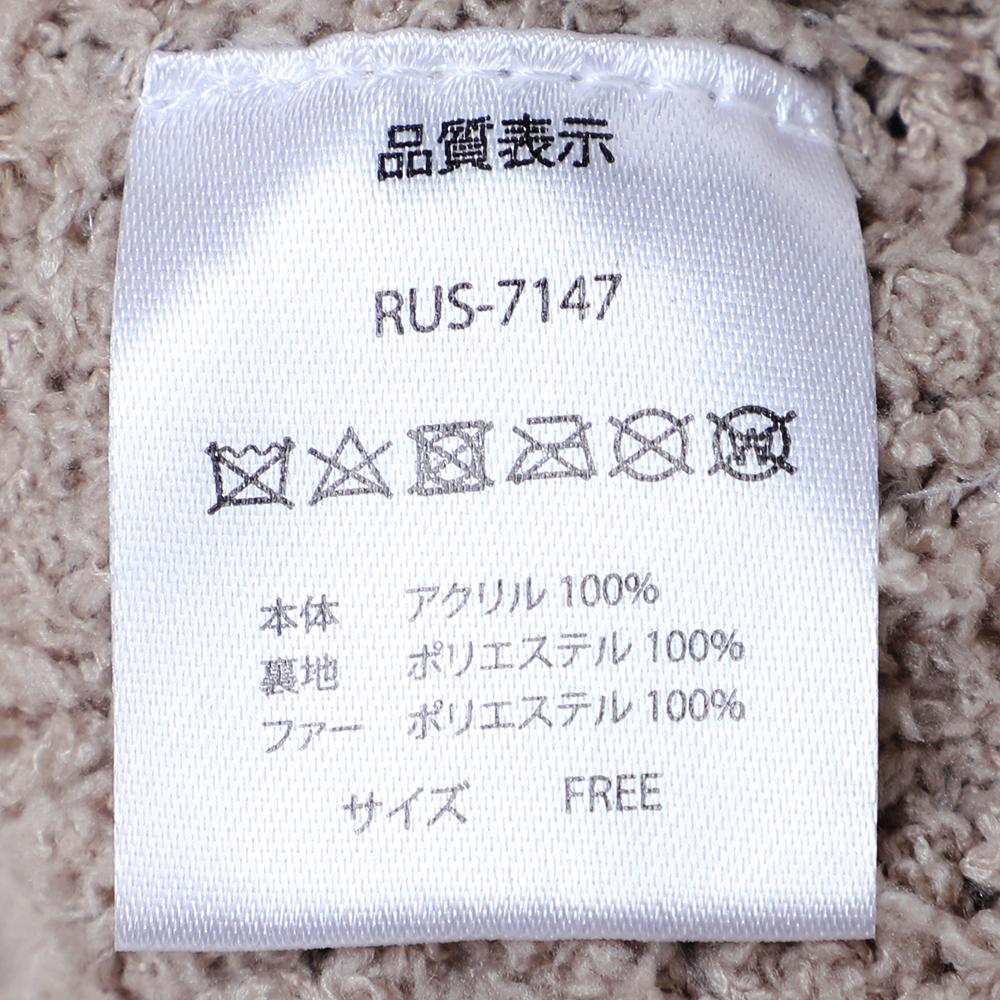 品質表示
RUS-7147
本体 アクリル 100%
裏地 ポリエステル 100%
ファー ポリエステル 100%
サイズ FREE